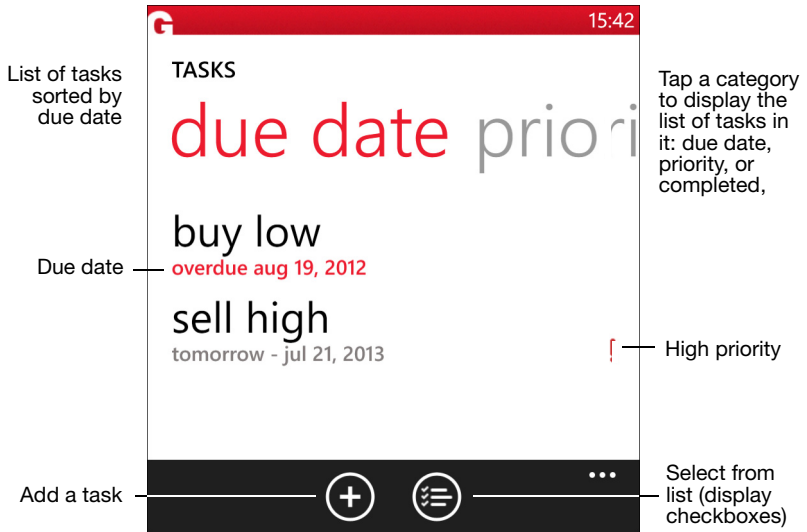 G
15:42
List of tasks
sorted by
due date
TASKS
due date priori
Tap a category
to display the
list of tasks in
it: due date,
priority, or
completed,
buy low
Due date
overdue aug 19, 2012
sell high
tomorrow - jul 21, 2013
High priority
Add a task
Select from
list (display
checkboxes)